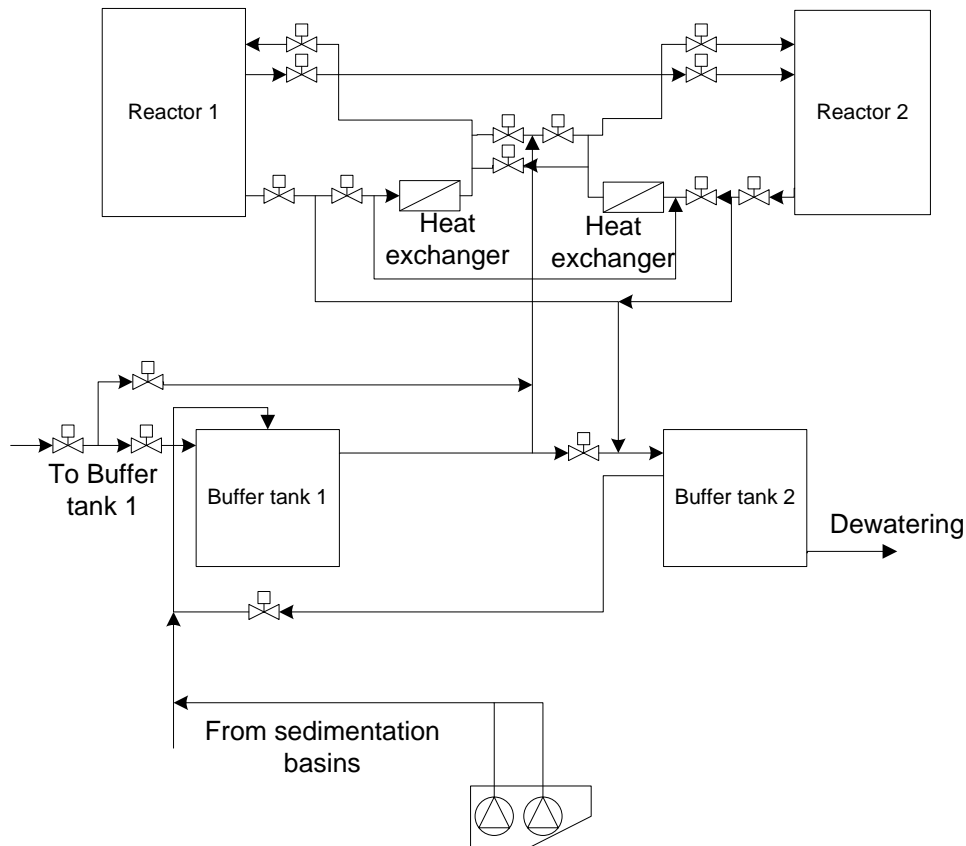 Reactor 1
Reactor 2
Heat
exchanger
Heat
exchanger
To Buffer
tank 1
Buffer tank 1
Buffer tank 2
Dewatering
From sedimentation
basins